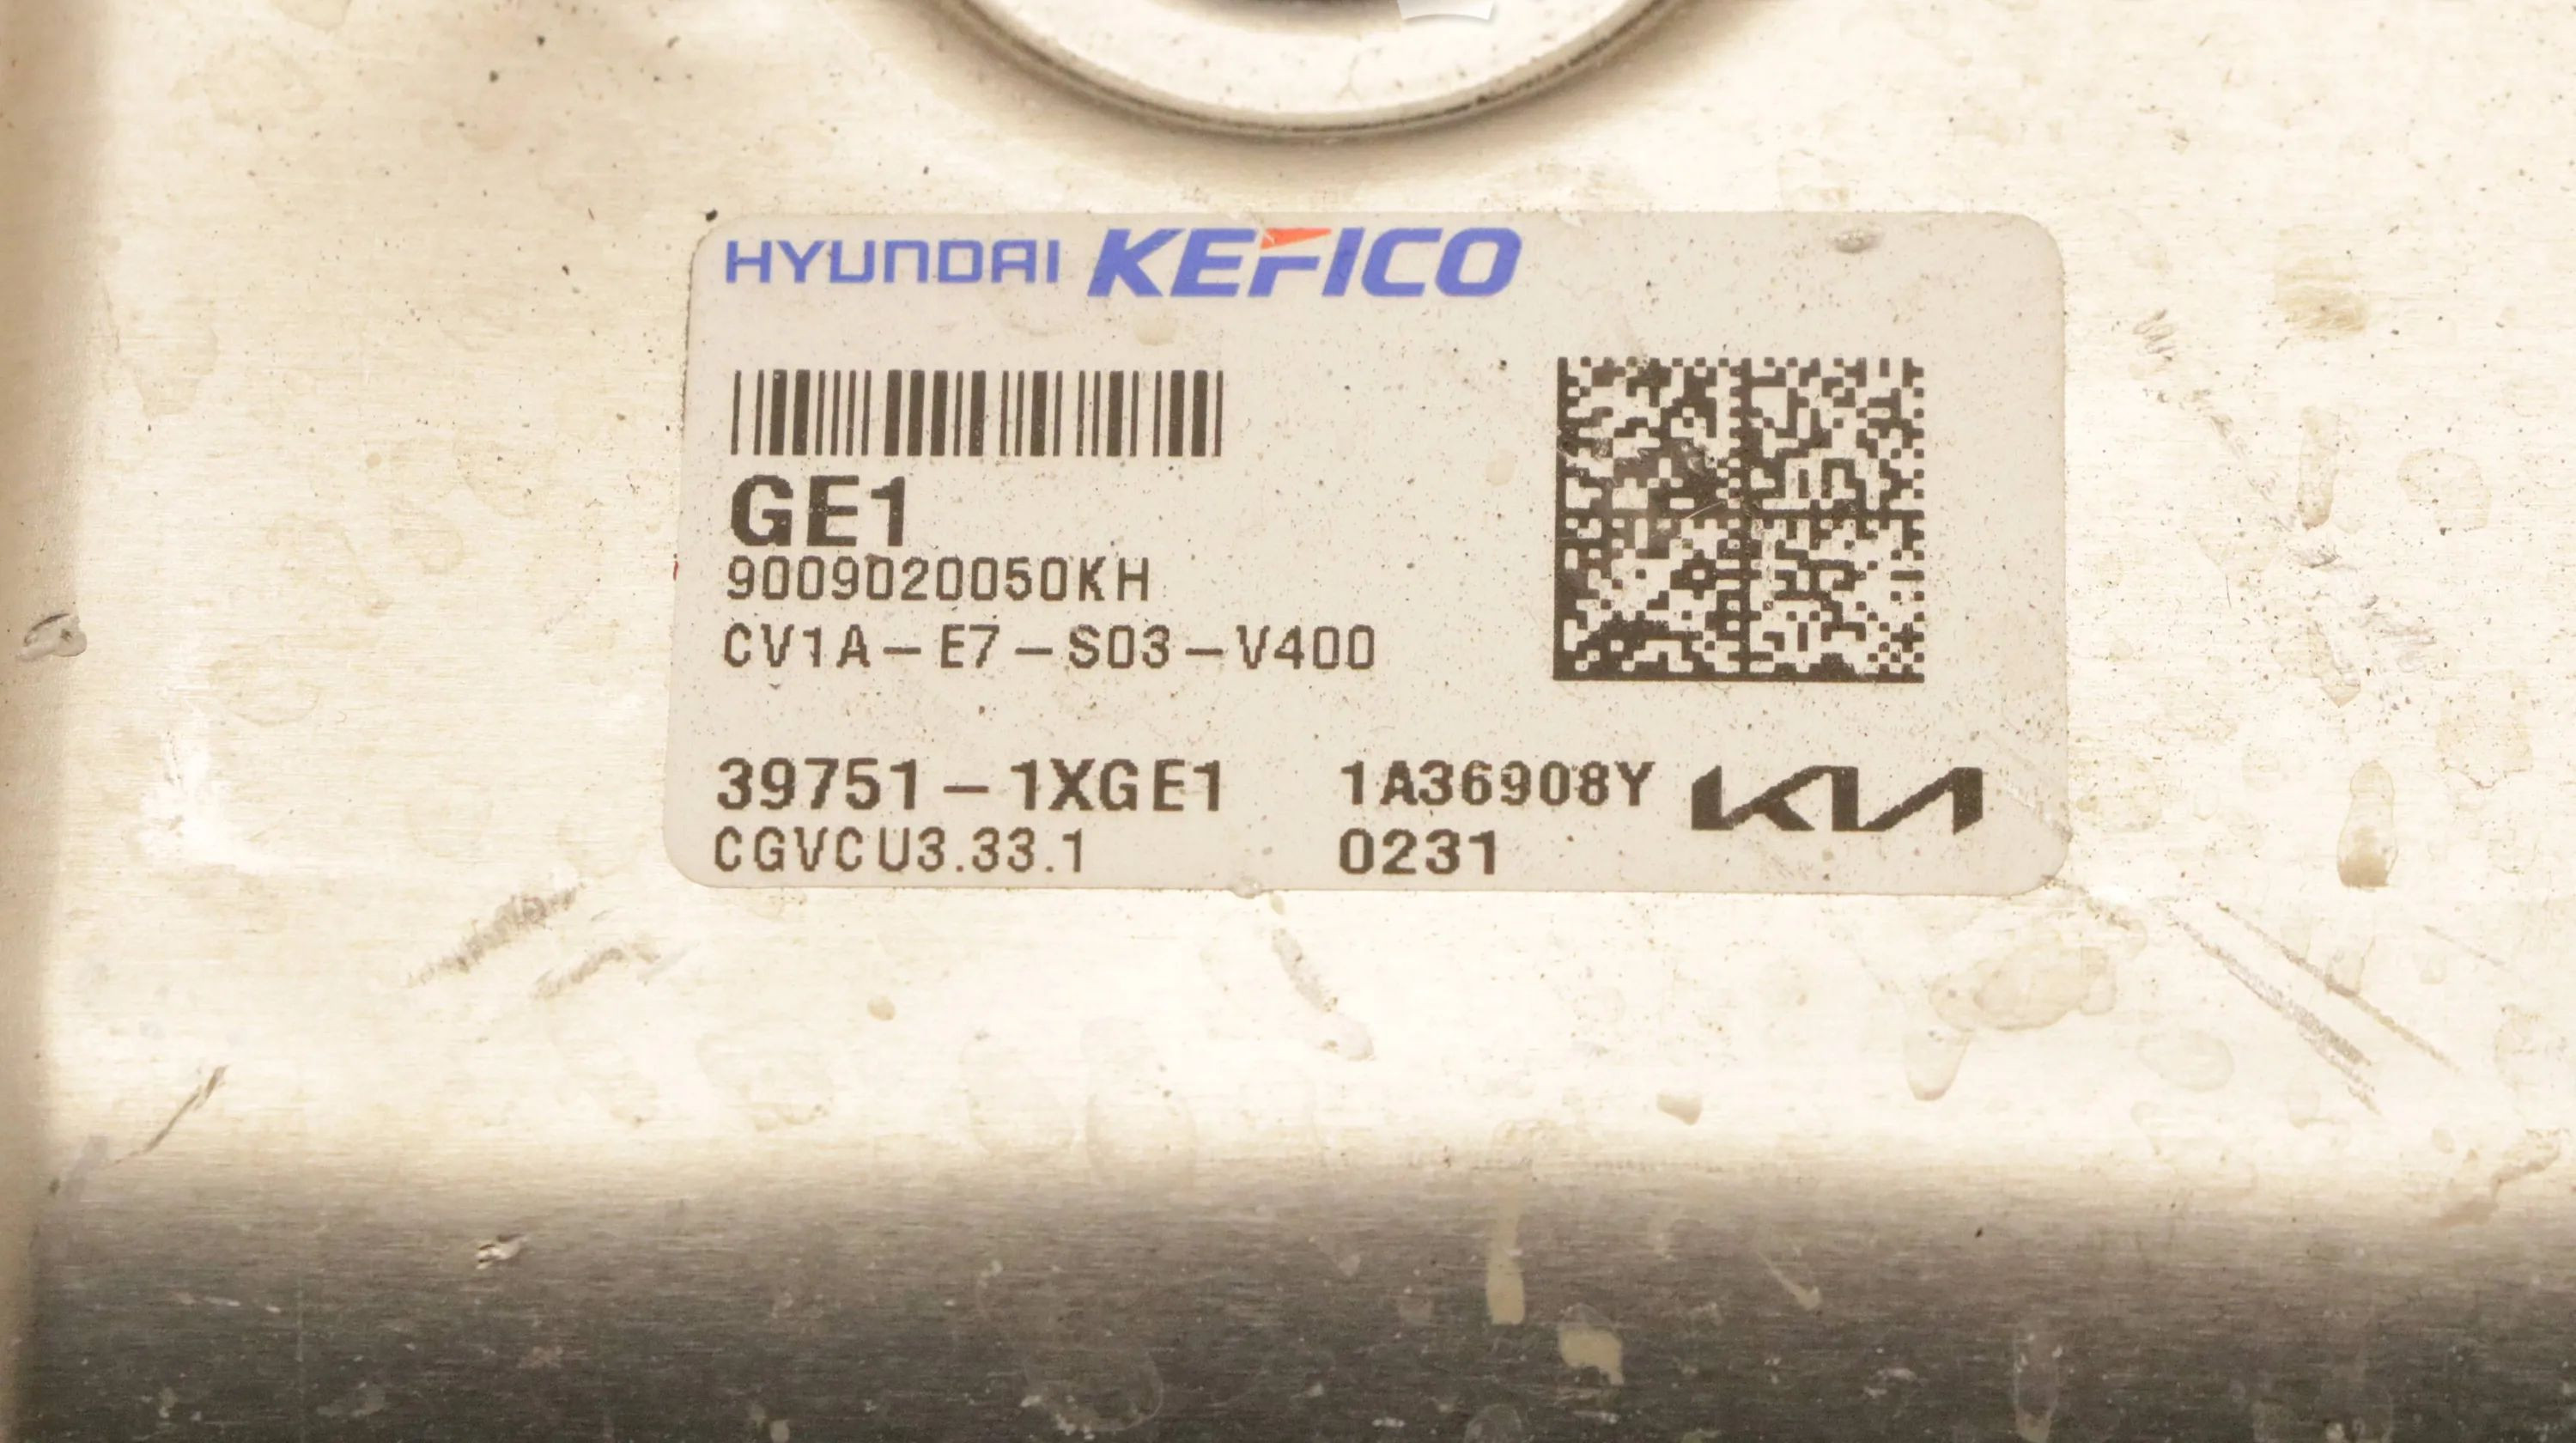 HYUNDAI KEFICO
GE1
9009020050KH
CV1A-E7-S03-V400
39751-1XGE1 1A36908Y KIA
CGVCU3.33.1 0231